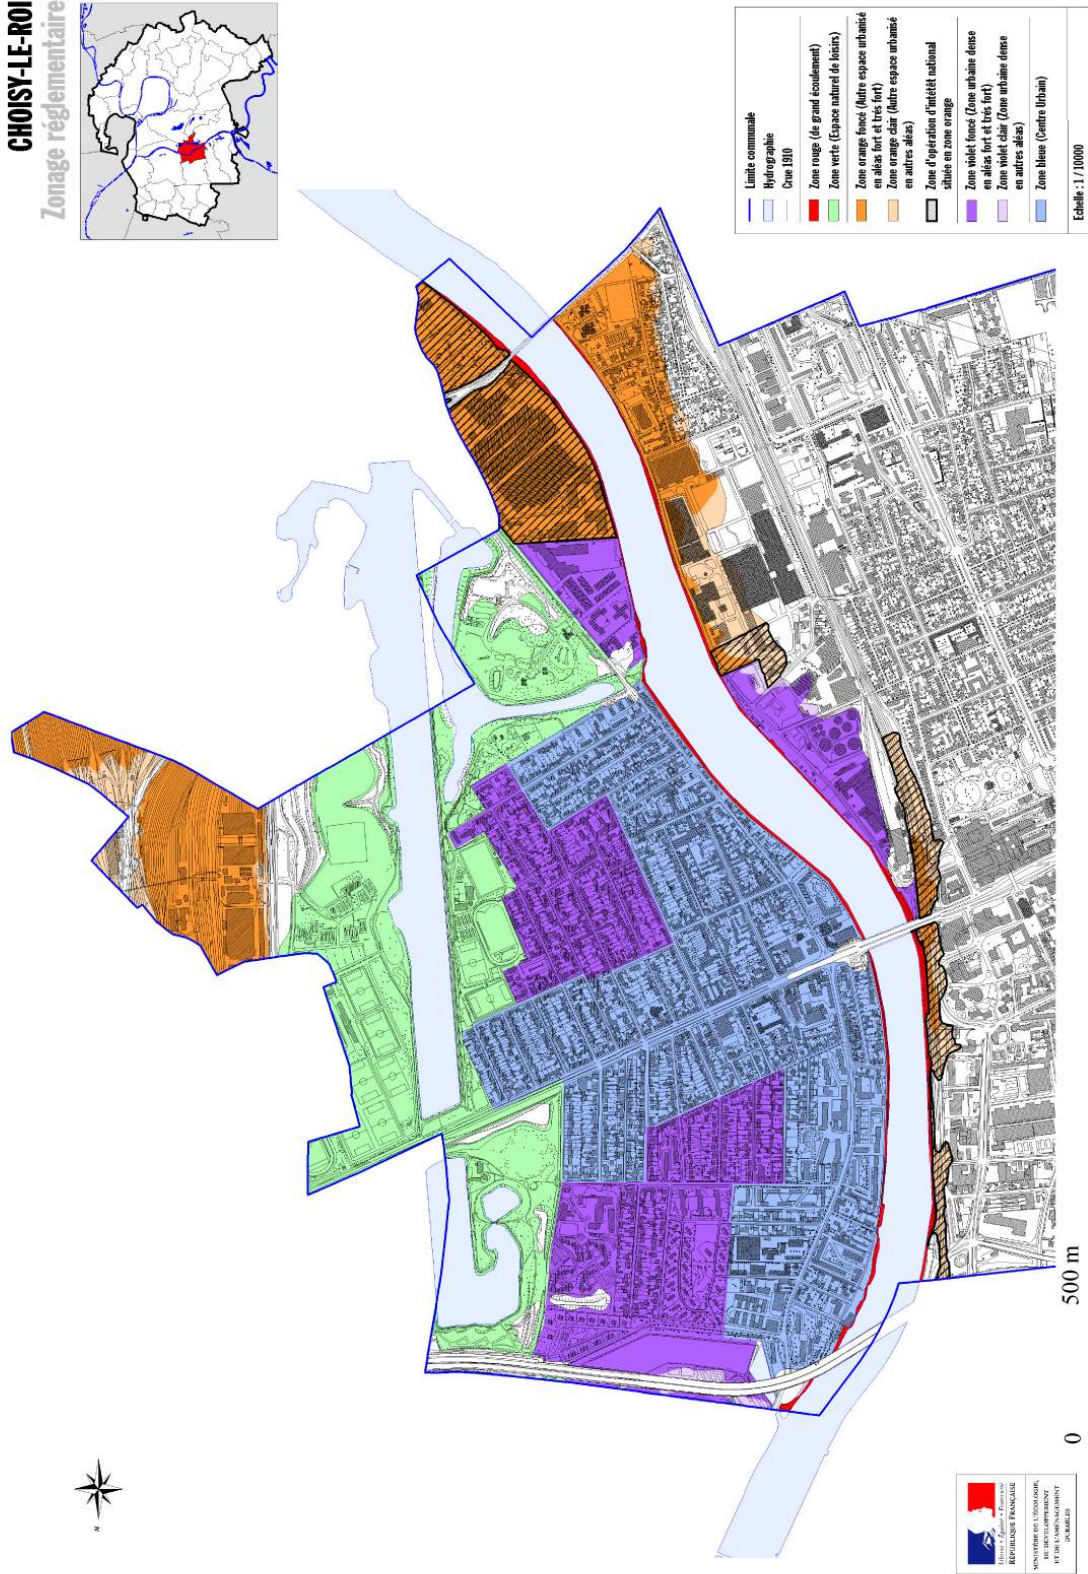 CHOISY-LE-ROI
Zonage réglementaire
Limite communale
Hydrographie
Crue 1910
Zone rouge (de grand écoulement)
Zone verte (Espace naturel de loisirs)
Zone orange foncé (Autre espace urbanisé
en aléas fort et très fort)
Zone orange clair (Autre espace urbanisé
en autres aléas)
Zone d'opération d'intétêt national
située en zone orange
Zone violet foncé (Zone urbaine dense
en aléas fort et très fort)
Zone violet clair (Zone urbaine dense
en autres aléas)
Zone bleue (Centre Urbain)
Echelle : 1 / 10000
N
0
500 m
Liberté • Égalité • Fraternité
RÉPUBLIQUE FRANÇAISE
MINISTÈRE DE L'ÉCOLOGIE,
DU DÉVELOPPEMENT
ET DE L'AMÉNAGEMENT
DURABLES